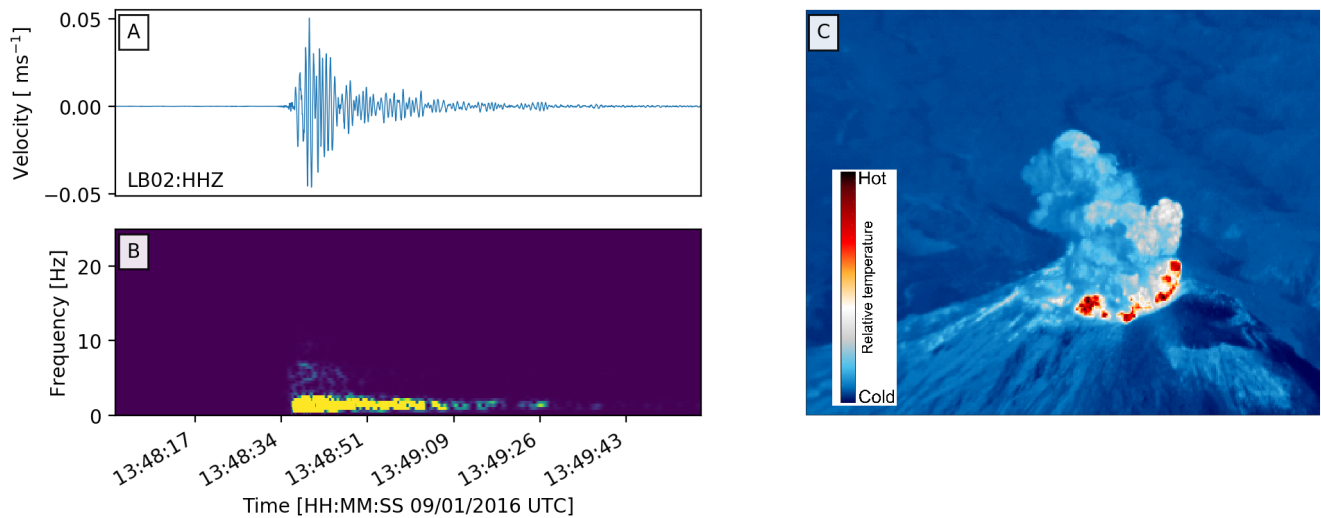 A
Velocity [ ms⁻¹]
0.05
0.00
−0.05
LB02:HHZ
B
Frequency [Hz]
20
10
0
13:48:17
13:48:34
13:48:51
13:49:09
13:49:26
13:49:43
Time [HH:MM:SS 09/01/2016 UTC]
C
Hot
Relative temperature
Cold